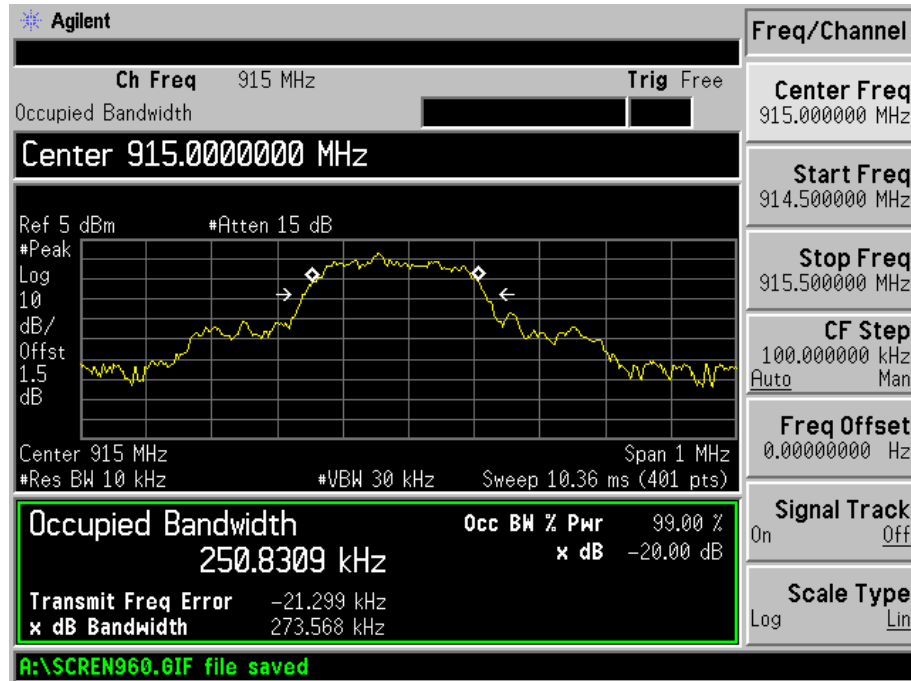 Agilent
Freq/Channel
Ch Freq 915 MHz Trig Free
Occupied Bandwidth
Center 915.0000000 MHz
Ref 5 dBm #Atten 15 dB
#Peak
Log
10
dB/
Offst
1.5
dB
Center 915 MHz Span 1 MHz
#Res BW 10 kHz #VBW 30 kHz Sweep 10.36 ms (401 pts)
Occupied Bandwidth Occ BW % Pwr 99.00 %
250.8309 kHz x dB -20.00 dB
Transmit Freq Error -21.299 kHz
x dB Bandwidth 273.568 kHz
A:\SCREN960.GIF file saved
Center Freq
915.000000 MHz
Start Freq
914.500000 MHz
Stop Freq
915.500000 MHz
CF Step
100.000000 kHz
Auto Man
Freq Offset
0.00000000 Hz
Signal Track
On Off
Scale Type
Log Lin